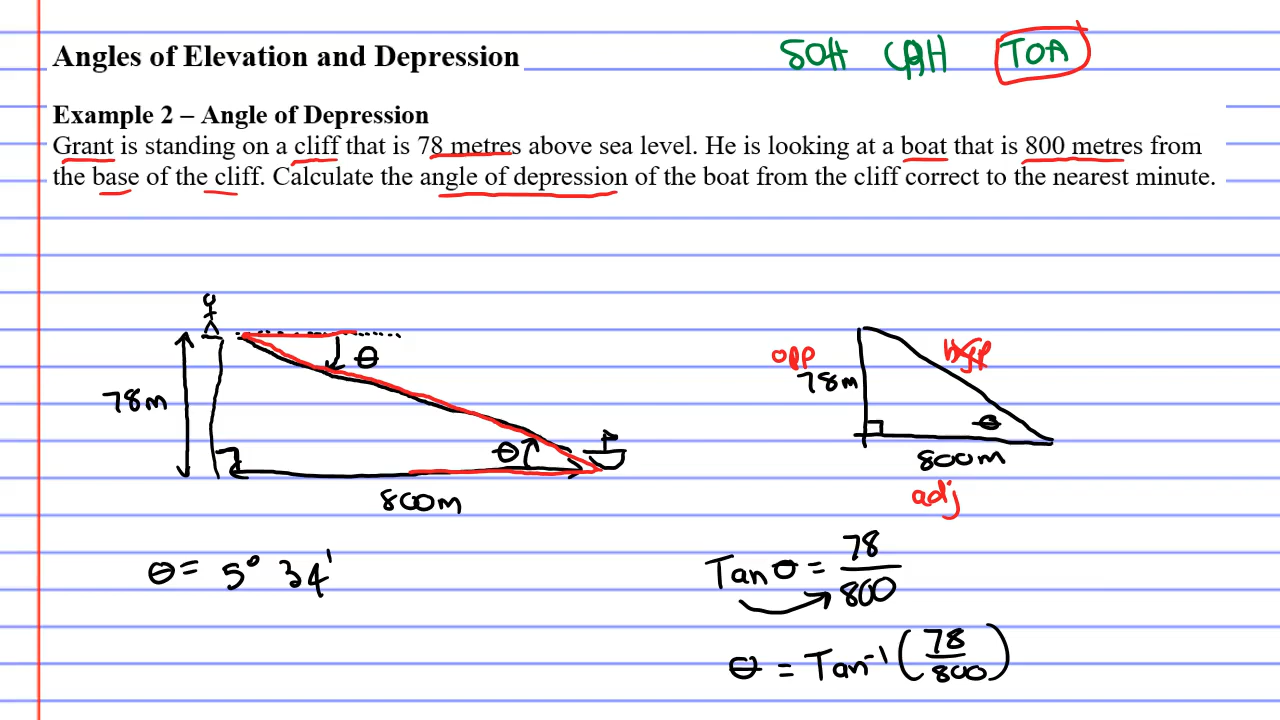 Angles of Elevation and Depression
SOH CAH TOA
Example 2 – Angle of Depression
Grant is standing on a cliff that is 78 metres above sea level. He is looking at a boat that is 800 metres from
the base of the cliff. Calculate the angle of depression of the boat from the cliff correct to the nearest minute.
θ
78m
θ
800m
opp
hyp
78m
θ
800m
adj
θ = 5° 34'
Tan θ = 78/800
θ = Tan⁻¹ (78/800)